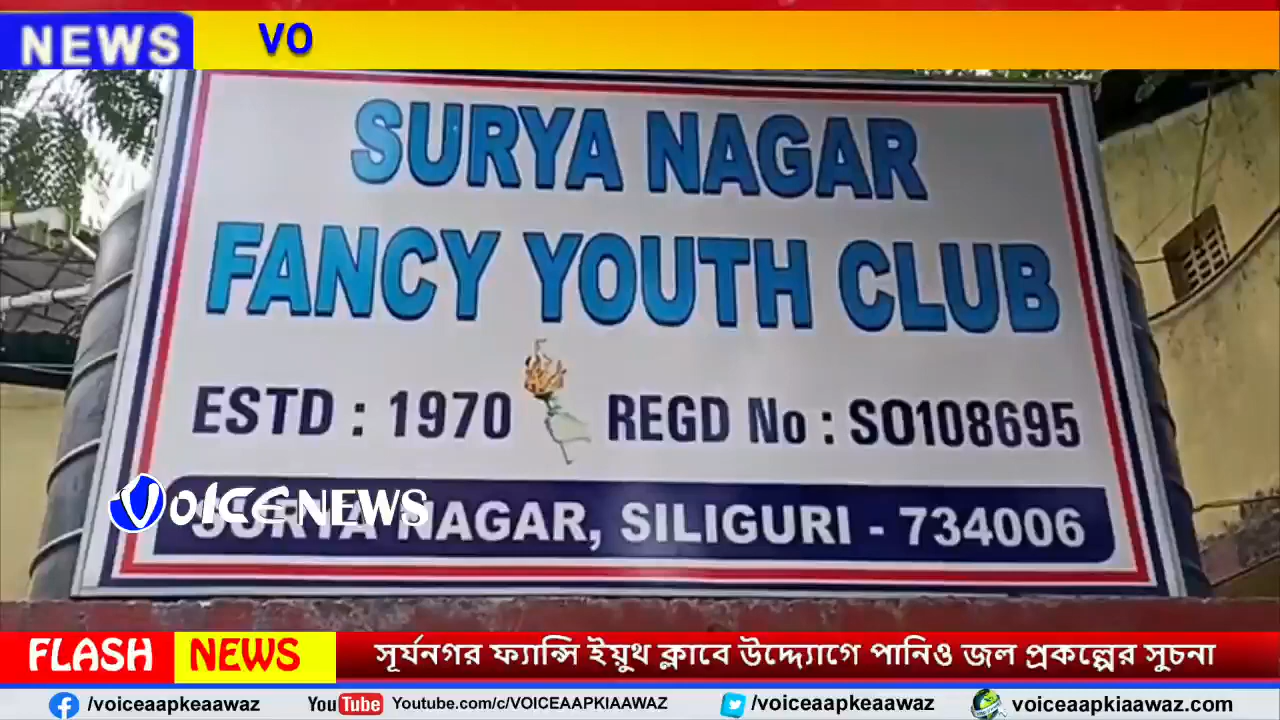 NEWS
VO
SURYA NAGAR
FANCY YOUTH CLUB
ESTD : 1970
REGD No : SO108695
VOICE NEWS
SURYA NAGAR, SILIGURI - 734006
FLASH NEWS
সূর্যনগর ফ্যান্সি ইয়ুথ ক্লাবে উদ্দ্যোগে পানিও জল প্রকল্পের সুচনা
/voiceaapkeaawaz
YouTube Youtube.com/c/VOICEAAPKIAAWAZ
/voiceaapkeaawaz
voiceaapkiaawaz.com